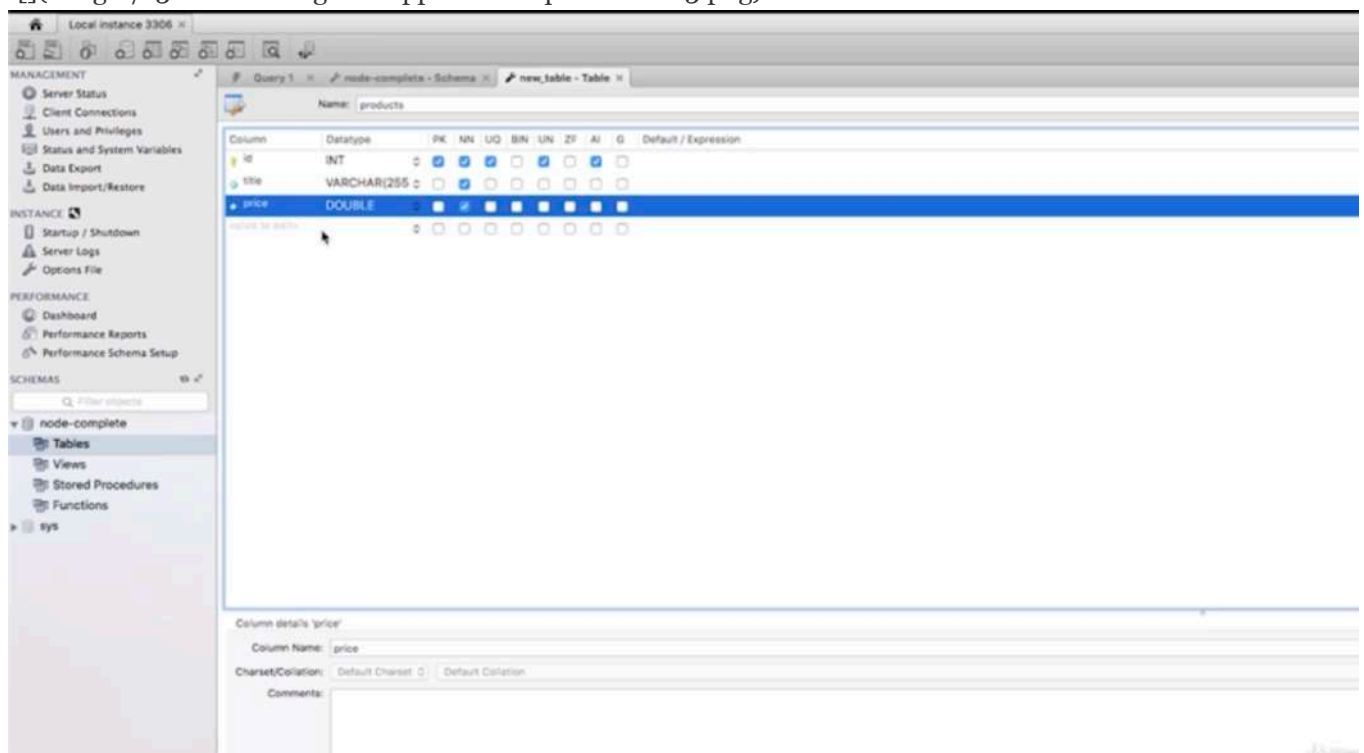 Local instance 3306 ×
MANAGEMENT
Server Status
Client Connections
Users and Privileges
Status and System Variables
Data Export
Data Import/Restore
INSTANCE
Startup / Shutdown
Server Logs
Options File
PERFORMANCE
Dashboard
Performance Reports
Performance Schema Setup
SCHEMAS
Filter objects
node-complete
Tables
Views
Stored Procedures
Functions
sys
Query 1 × node-complete - Schema × new_table - Table ×
Name: products
Column Datatype PK NN UQ BIN UN ZF AI G Default / Expression
id INT
title VARCHAR(255
price DOUBLE
Column details 'price'
Column Name: price
Charset/Collation: Default Charset Default Collation
Comments: